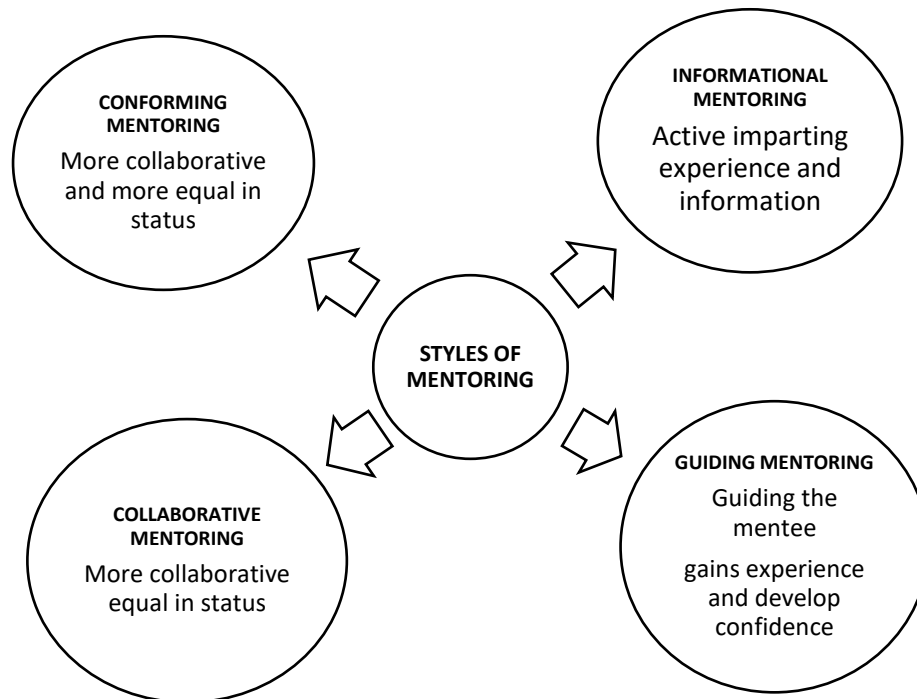 CONFORMING
MENTORING
More collaborative
and more equal in
status
INFORMATIONAL
MENTORING
Active imparting
experience and
information
STYLES OF
MENTORING
COLLABORATIVE
MENTORING
More collaborative
equal in status
GUIDING MENTORING
Guiding the
mentee
gains experience
and develop
confidence